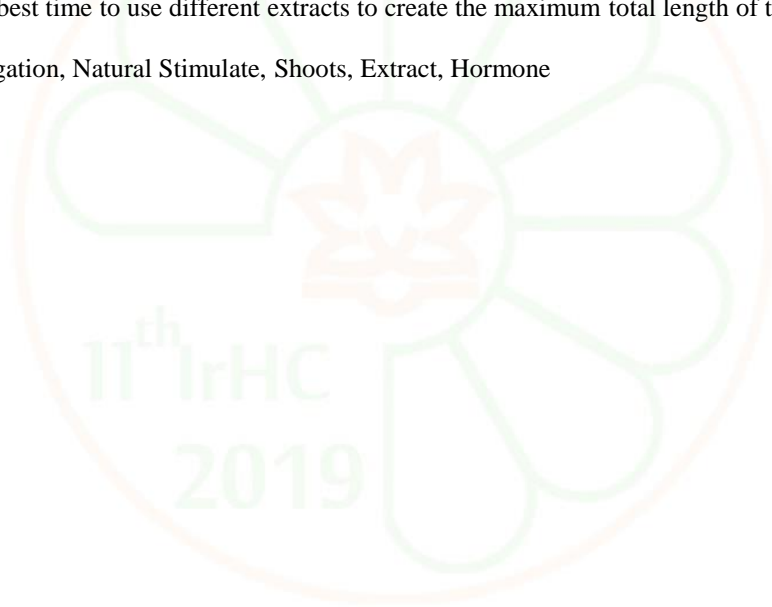 best time to use different extracts to create the maximum total length of
gation, Natural Stimulate, Shoots, Extract, Hormone
11th IrHC
2019